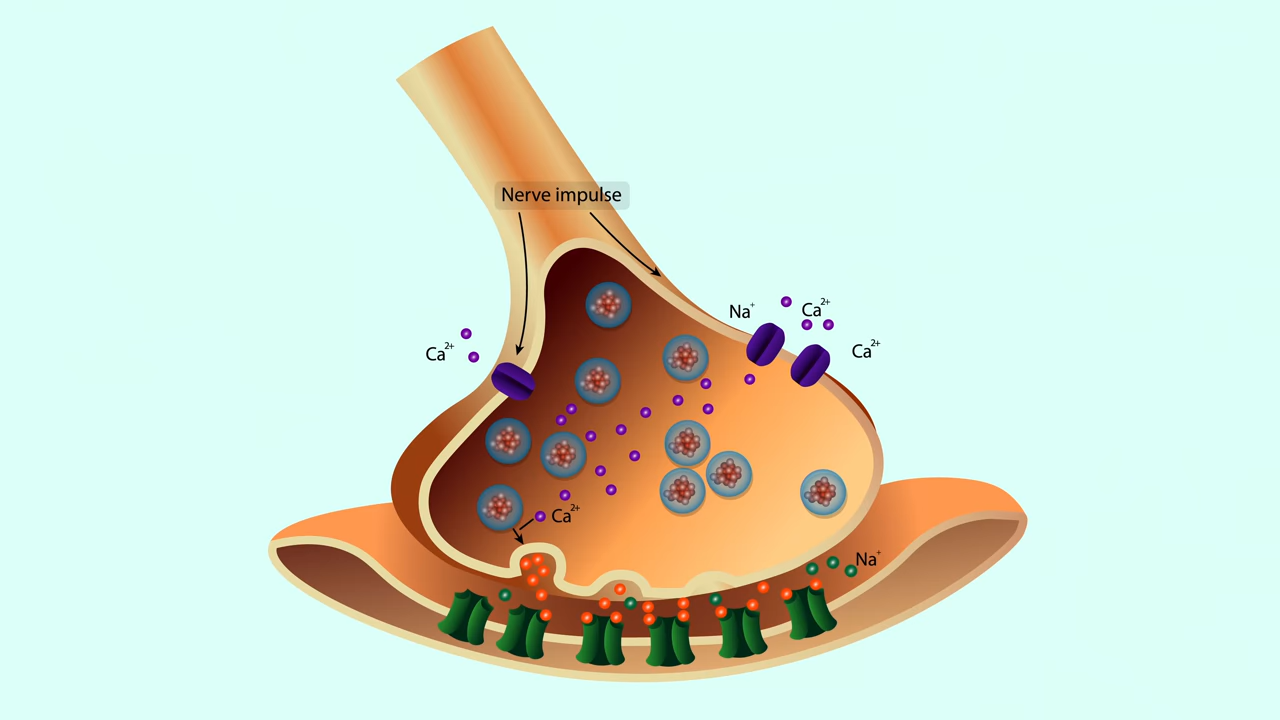 Nerve impulse
Na⁺
Ca²⁺
Ca²⁺
Ca²⁺
Ca²⁺
Na⁺